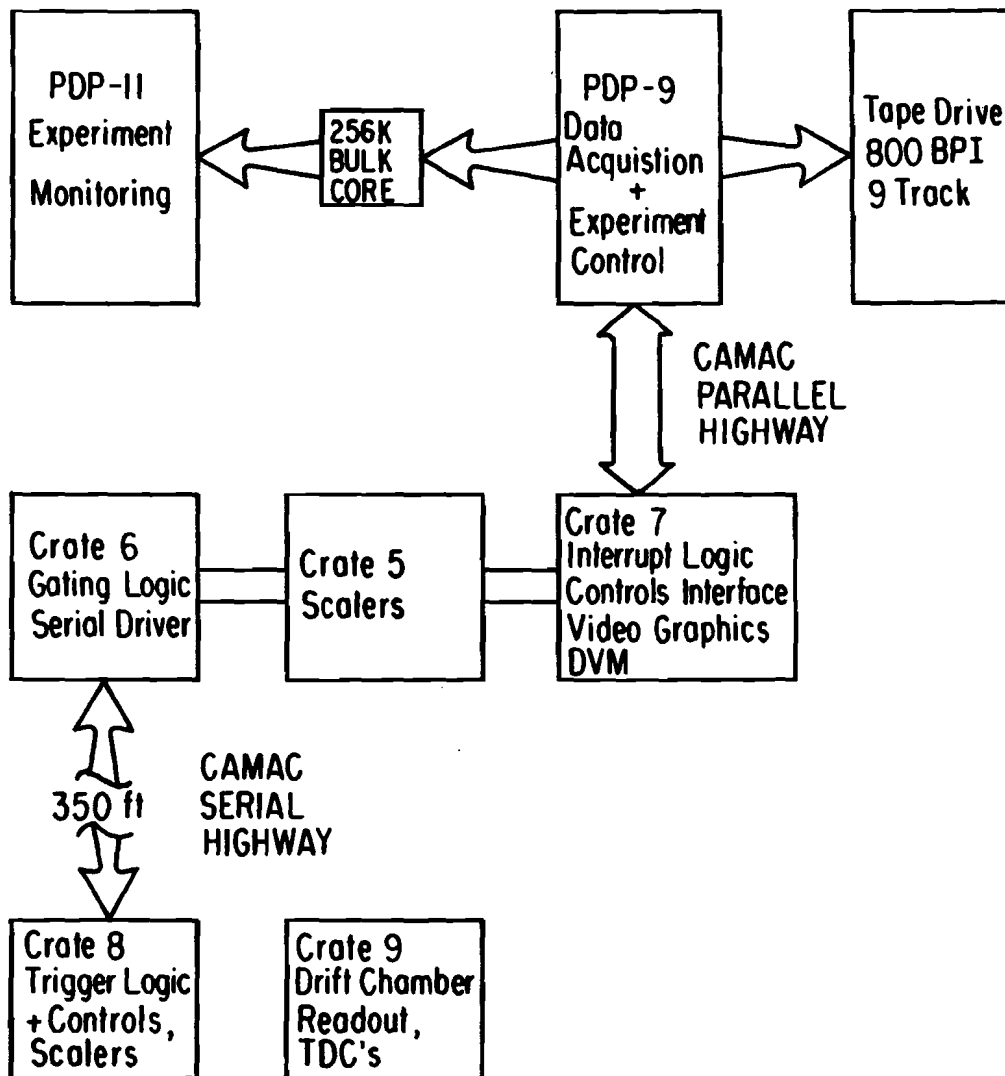 PDP-11
Experiment
Monitoring
256K
BULK
CORE
PDP-9
Data
Acquistion
+
Experiment
Control
Tape Drive
800 BPI
9 Track
CAMAC
PARALLEL
HIGHWAY
Crate 6
Gating Logic
Serial Driver
Crate 5
Scalers
Crate 7
Interrupt Logic
Controls Interface
Video Graphics
DVM
350 ft
CAMAC
SERIAL
HIGHWAY
Crate 8
Trigger Logic
+ Controls,
Scalers
Crate 9
Drift Chamber
Readout,
TDC's